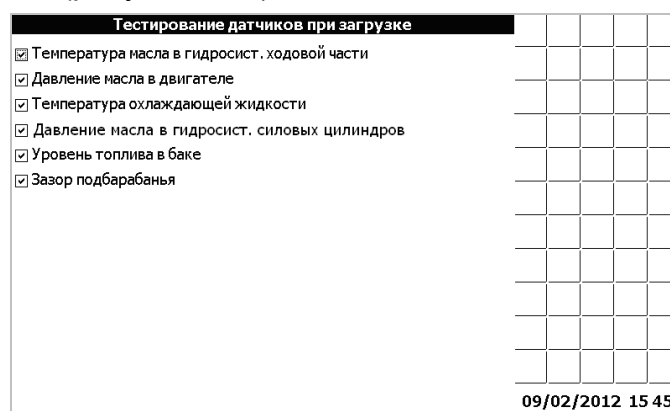 Тестирование датчиков при загрузке
Температура масла в гидросист. ходовой части
Давление масла в двигателе
Температура охлаждающей жидкости
Давление масла в гидросист. силовых цилиндров
Уровень топлива в баке
Зазор подбарабанья
09/02/2012 15 45